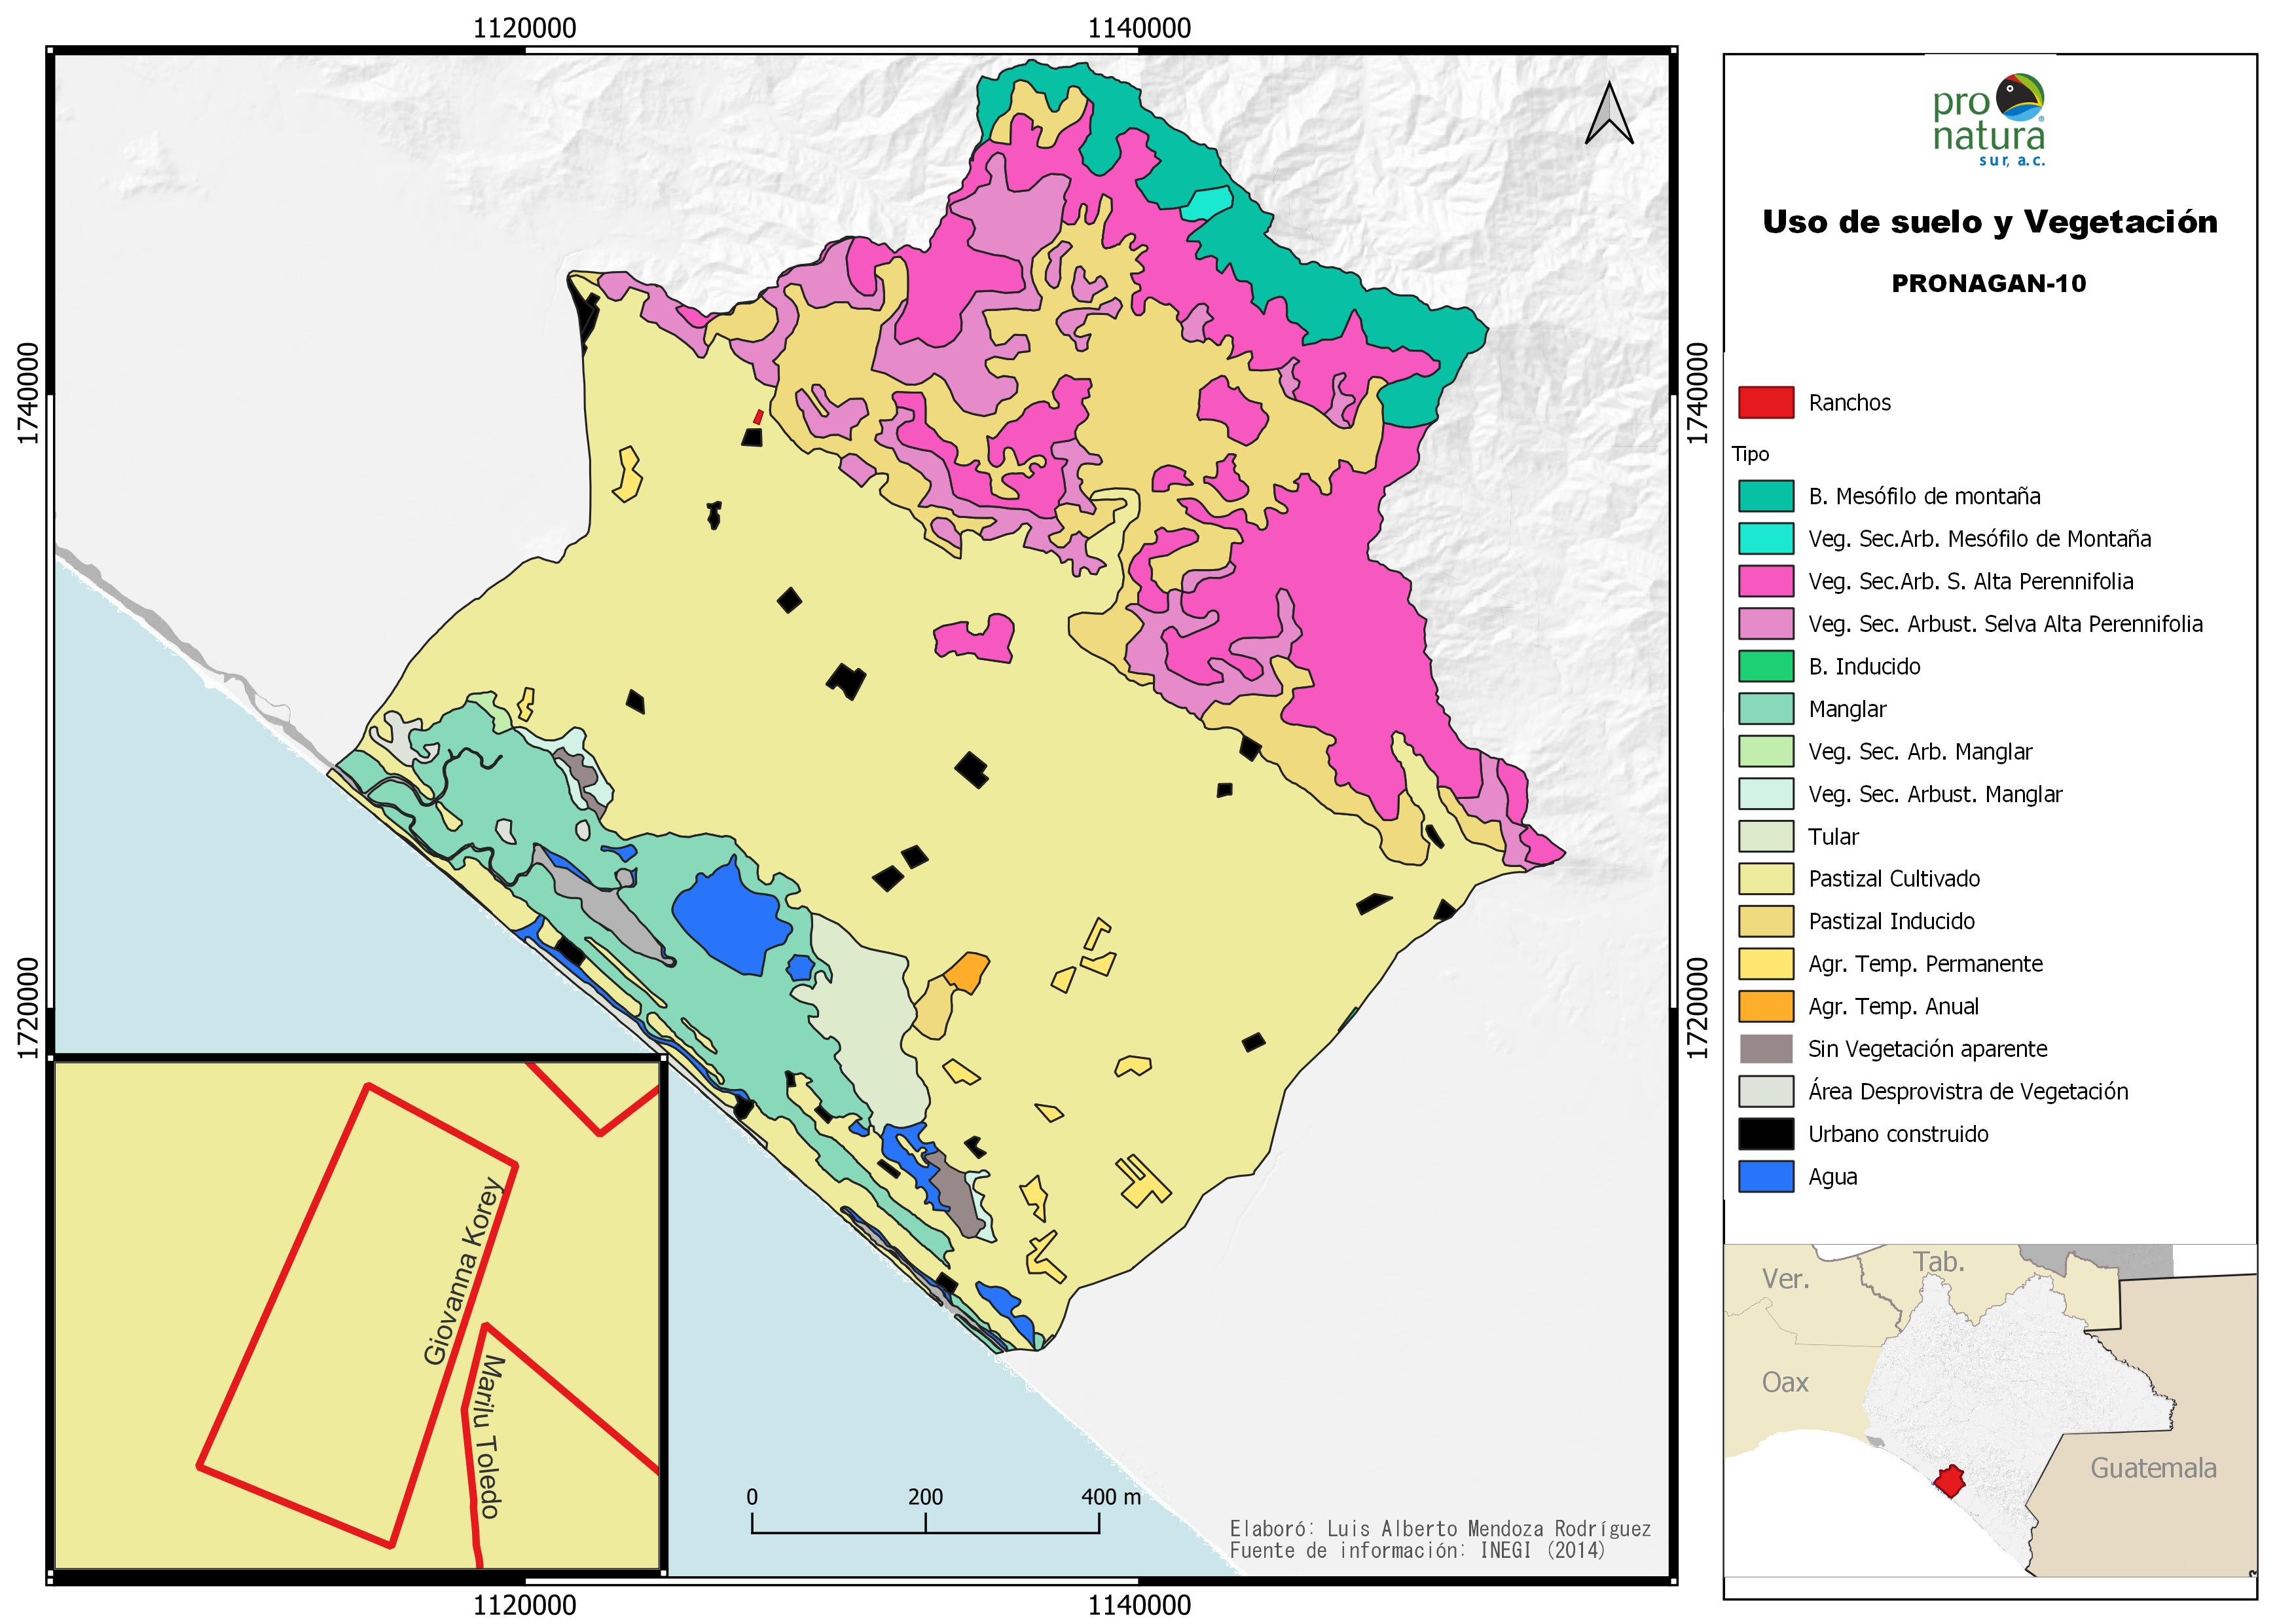 1120000
1140000
1740000
1740000
1720000
1720000
1120000
1140000
Giovanna Korey
Marilu Toledo
0
200
400 m
Elaboró: Luis Alberto Mendoza Rodríguez
Fuente de información: INEGI (2014)
pro
natura
sur, a.c.
Uso de suelo y Vegetación
PRONAGAN-10
Ranchos
Tipo
B. Mesófilo de montaña
Veg. Sec.Arb. Mesófilo de Montaña
Veg. Sec.Arb. S. Alta Perennifolia
Veg. Sec. Arbust. Selva Alta Perennifolia
B. Inducido
Manglar
Veg. Sec. Arb. Manglar
Veg. Sec. Arbust. Manglar
Tular
Pastizal Cultivado
Pastizal Inducido
Agr. Temp. Permanente
Agr. Temp. Anual
Sin Vegetación aparente
Área Desprovistra de Vegetación
Urbano construido
Agua
Ver.
Tab.
Oax
Guatemala